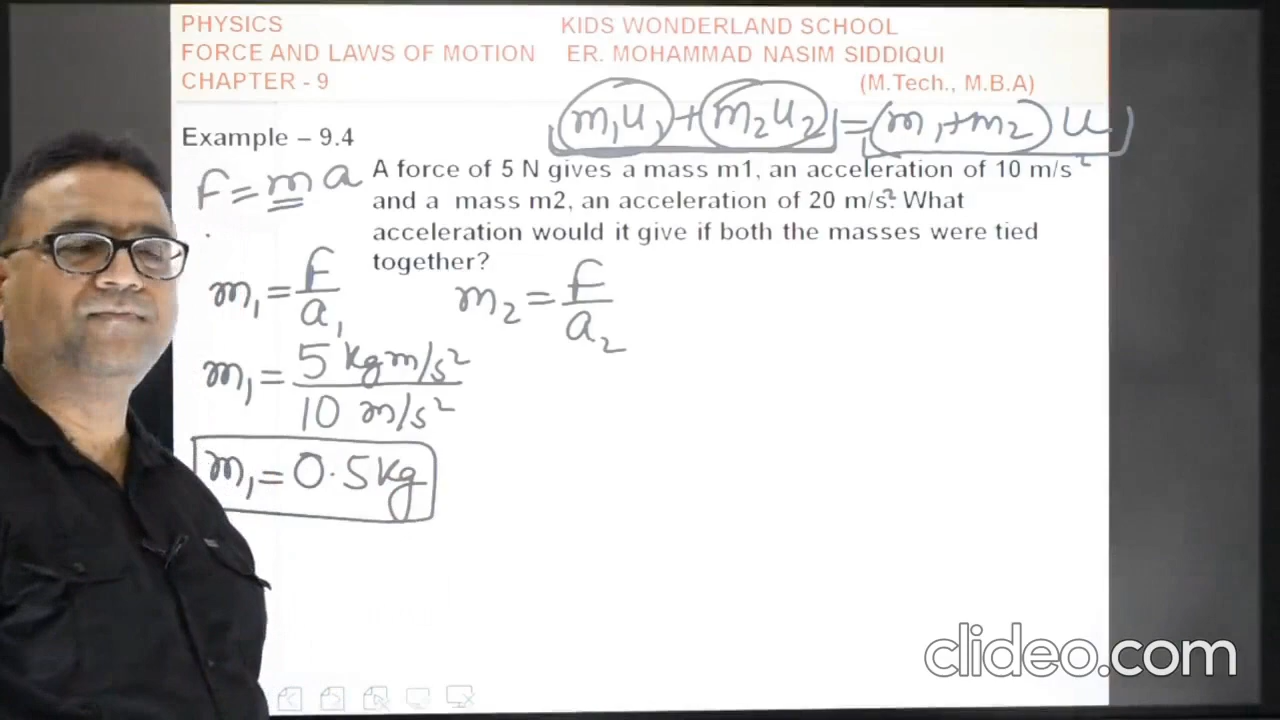 PHYSICS KIDS WONDERLAND SCHOOL
FORCE AND LAWS OF MOTION ER. MOHAMMAD NASIM SIDDIQUI
CHAPTER - 9 (M.Tech., M.B.A)
m₁u₁ + m₂u₂ = (m₁+m₂) u
Example – 9.4
F = m a
A force of 5 N gives a mass m1, an acceleration of 10 m/s²
and a mass m2, an acceleration of 20 m/s². What
acceleration would it give if both the masses were tied
together?
m₁ = F/a₁ m₂ = F/a₂
m₁ = 5 kg m/s² / 10 m/s²
m₁ = 0.5 kg
clideo.com